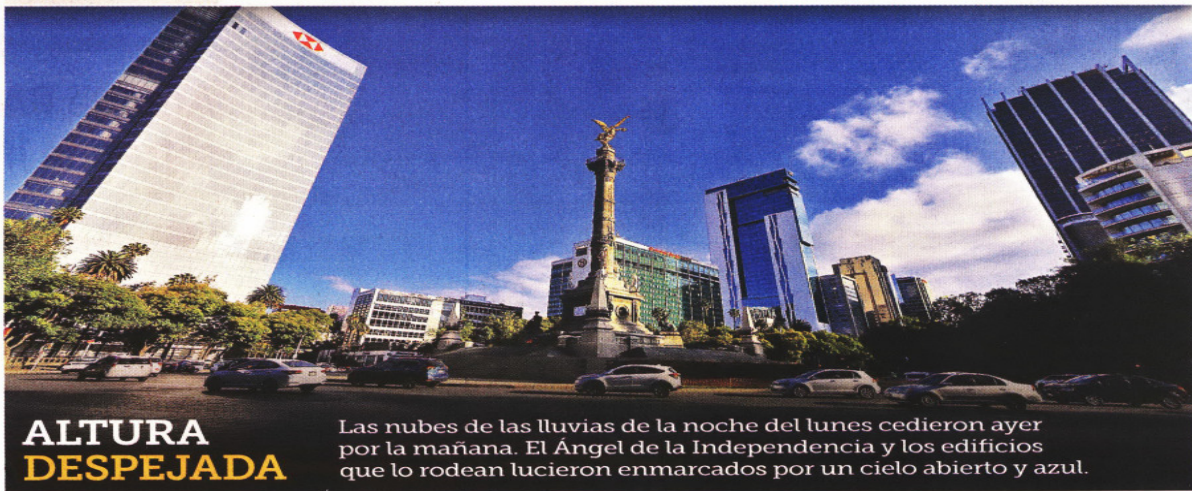 ALTURA
DESPEJADA
Las nubes de las lluvias de la noche del lunes cedieron ayer
por la mañana. El Ángel de la Independencia y los edificios
que lo rodean lucieron enmarcados por un cielo abierto y azul.